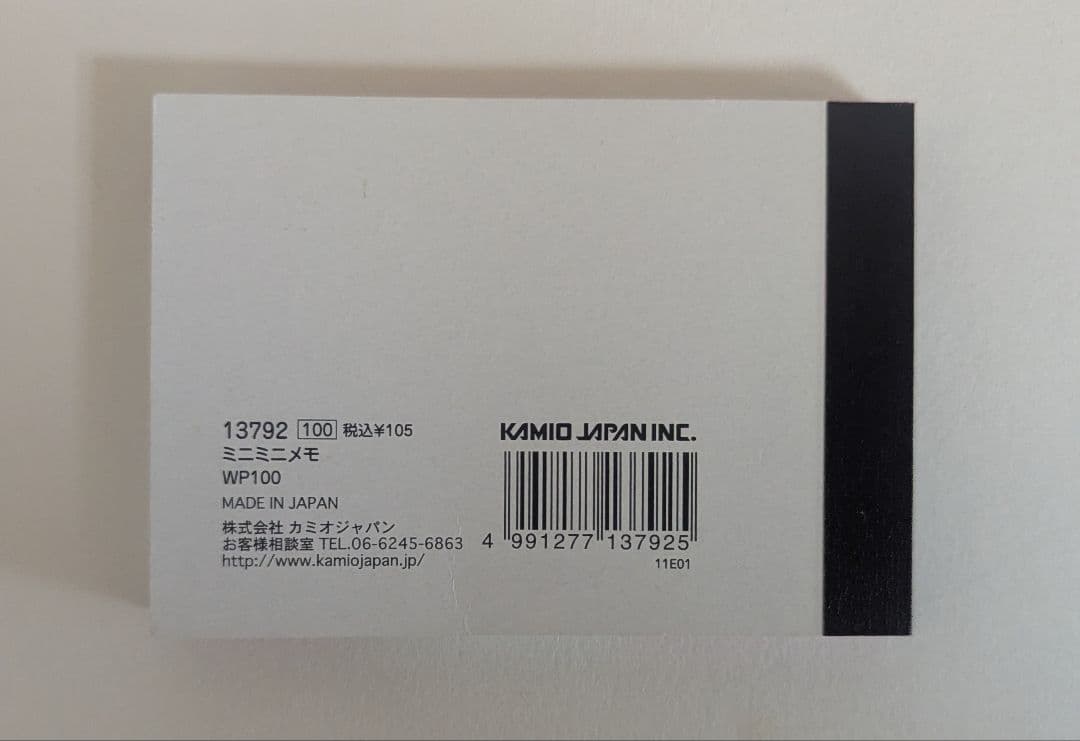 13792 100 税込¥105
ミニミニメモ
WP100
MADE IN JAPAN
株式会社 カミオジャパン
お客様相談室 TEL.06-6245-6863
http://www.kamiojapan.jp/
KAMIO JAPAN INC.
4 991277 137925
11E01